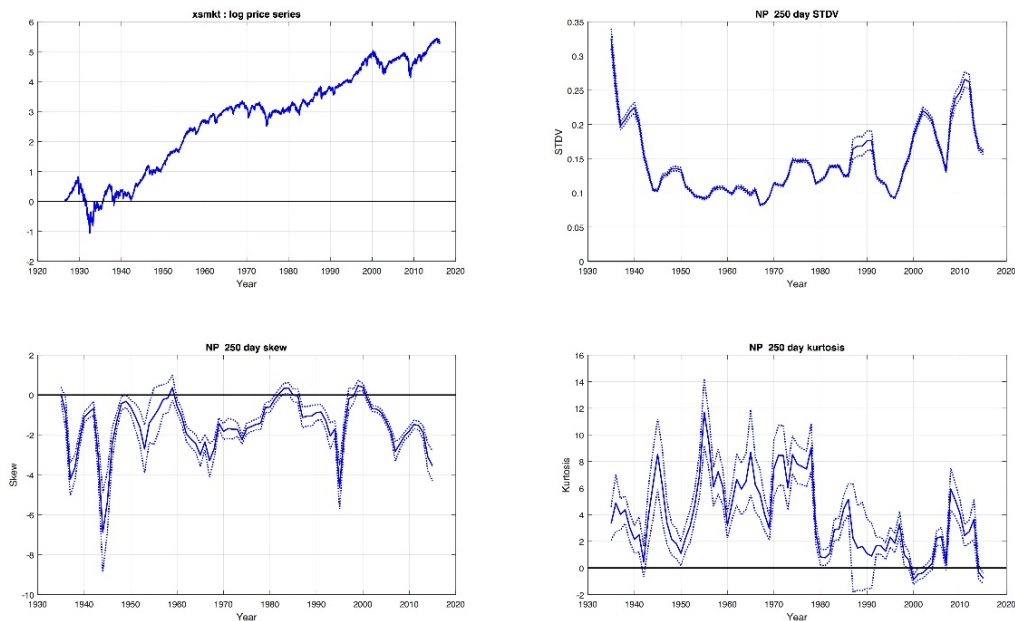 xsmkt : log price series
6
5
4
3
2
1
0
-1
-2
1920 1930 1940 1950 1960 1970 1980 1990 2000 2010 2020
Year
NP 250 day STDV
STDV
0.35
0.3
0.25
0.2
0.15
0.1
0.05
0
1930 1940 1950 1960 1970 1980 1990 2000 2010 2020
Year
NP 250 day skew
Skew
2
0
-2
-4
-6
-8
-10
1930 1940 1950 1960 1970 1980 1990 2000 2010 2020
Year
NP 250 day kurtosis
Kurtosis
16
14
12
10
8
6
4
2
0
-2
1930 1940 1950 1960 1970 1980 1990 2000 2010 2020
Year